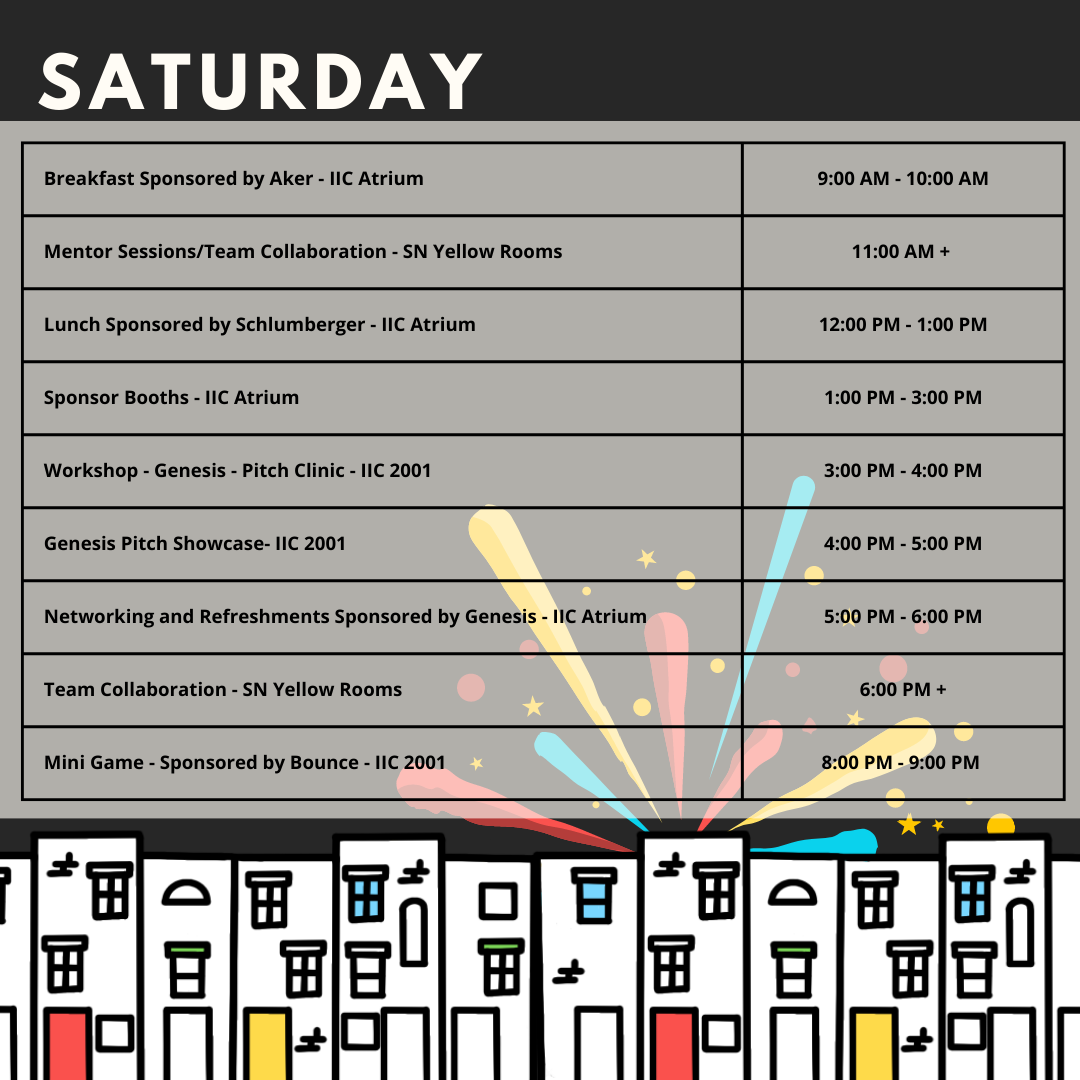 SATURDAY
Breakfast Sponsored by Aker - IIC Atrium 9:00 AM - 10:00 AM
Mentor Sessions/Team Collaboration - SN Yellow Rooms 11:00 AM +
Lunch Sponsored by Schlumberger - IIC Atrium 12:00 PM - 1:00 PM
Sponsor Booths - IIC Atrium 1:00 PM - 3:00 PM
Workshop - Genesis - Pitch Clinic - IIC 2001 3:00 PM - 4:00 PM
Genesis Pitch Showcase- IIC 2001 4:00 PM - 5:00 PM
Networking and Refreshments Sponsored by Genesis - IIC Atrium 5:00 PM - 6:00 PM
Team Collaboration - SN Yellow Rooms 6:00 PM +
Mini Game - Sponsored by Bounce - IIC 2001 8:00 PM - 9:00 PM